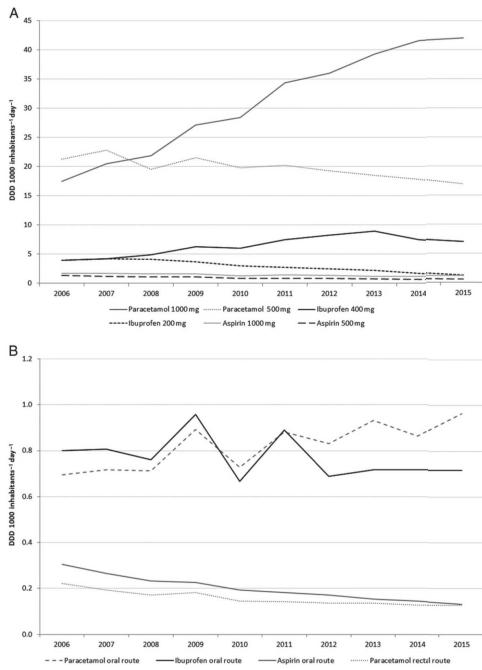 A
45
40
35
30
25
20
15
10
5
0
DDD 1000 inhabitants⁻¹ day⁻¹
2006 2007 2008 2009 2010 2011 2012 2013 2014 2015
Paracetamol 1000 mg Paracetamol 500 mg Ibuprofen 400 mg
Ibuprofen 200 mg Aspirin 1000 mg Aspirin 500 mg
B
1.2
1.0
0.8
0.6
0.4
0.2
0.0
DDD 1000 inhabitants⁻¹ day⁻¹
2006 2007 2008 2009 2010 2011 2012 2013 2014 2015
Paracetamol oral route Ibuprofen oral route Aspirin oral route Paracetamol rectal route